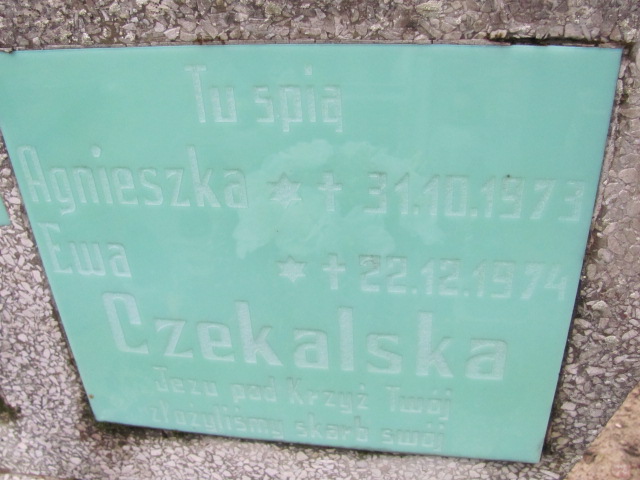 Tu śpią
Agnieszka * + 31.10.1973
Ewa * + 22.12.1974
Czekalska
Jezu pod Krzyż Twój
złożyliśmy skarb swój